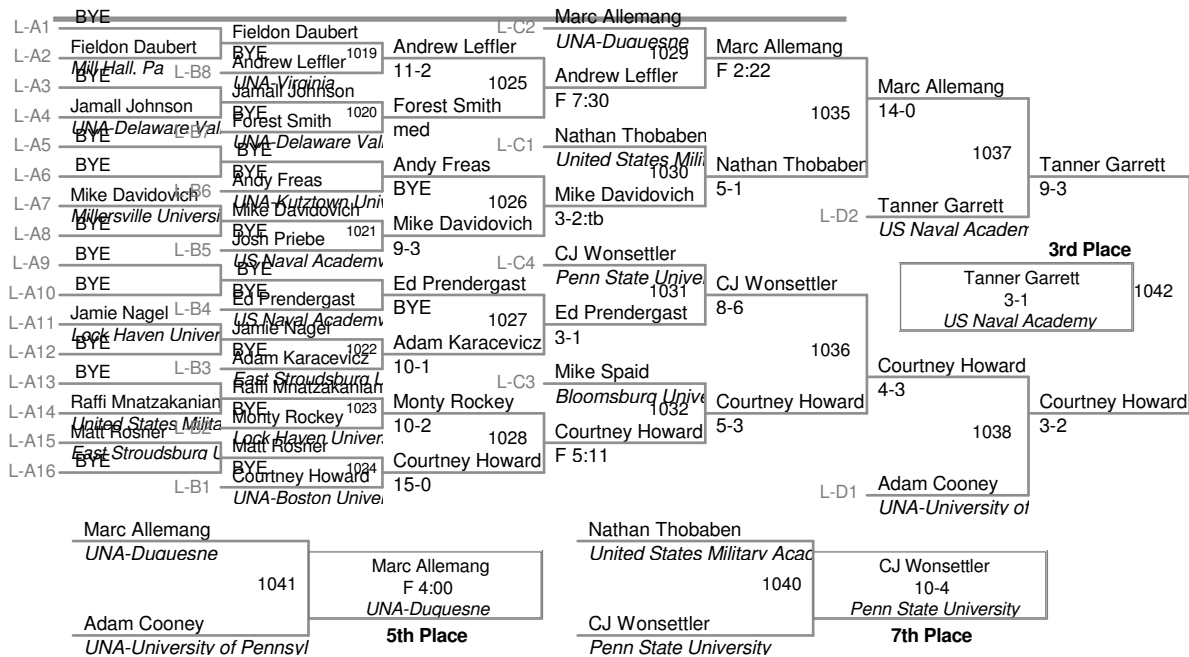 L-A1
BYE
L-A2
Fieldon Daubert
Mill Hall, Pa
L-A3
BYE
L-A4
Jamall Johnson
UNA-Delaware Val
L-A5
BYE
L-A6
BYE
L-A7
Mike Davidovich
Millersville Universi
L-A8
BYE
L-A9
BYE
L-A10
BYE
L-A11
Jamie Nagel
Lock Haven Univer
L-A12
BYE
L-A13
BYE
L-A14
Raffi Mnatzakanian
United States Milita
L-A15
Matt Rosner
East Stroudsburg U
L-A16
BYE
Fieldon Daubert
BYE
1019
L-B8
Andrew Leffler
UNA-Virginia
Jamall Johnson
BYE
1020
L-B7
Forest Smith
UNA-Delaware Val
BYE
BYE
L-B6
Andy Freas
UNA-Kutztown Univ
Mike Davidovich
BYE
1021
L-B5
Josh Priebe
US Naval Academy
BYE
BYE
L-B4
Ed Prendergast
US Naval Academy
Jamie Nagel
BYE
1022
L-B3
Adam Karacevicz
East Stroudsburg U
Raffi Mnatzakanian
BYE
1023
L-B2
Monty Rockey
Lock Haven Univer
Matt Rosner
BYE
1024
L-B1
Courtney Howard
UNA-Boston Univer
Andrew Leffler
11-2
1025
Forest Smith
med
Andy Freas
BYE
1026
Mike Davidovich
9-3
Ed Prendergast
BYE
1027
Adam Karacevicz
10-1
Monty Rockey
10-2
1028
Courtney Howard
15-0
L-C2
Marc Allemang
UNA-Duquesne
1029
Andrew Leffler
F 7:30
L-C1
Nathan Thobaben
United States Mili
1030
Mike Davidovich
3-2:tb
L-C4
CJ Wonsettler
Penn State Univer
1031
Ed Prendergast
3-1
L-C3
Mike Spaid
Bloomsburg Unive
1032
Courtney Howard
F 5:11
Marc Allemang
F 2:22
1035
Nathan Thobaben
5-1
CJ Wonsettler
8-6
1036
Courtney Howard
5-3
Marc Allemang
14-0
1037
L-D2
Tanner Garrett
US Naval Academ
Courtney Howard
4-3
1038
L-D1
Adam Cooney
UNA-University of
Tanner Garrett
9-3
3rd Place
Tanner Garrett
3-1
US Naval Academy
1042
Courtney Howard
3-2
Marc Allemang
UNA-Duquesne
1041
Adam Cooney
UNA-University of Pennsyl
Marc Allemang
F 4:00
UNA-Duquesne
5th Place
Nathan Thobaben
United States Military Acad
1040
CJ Wonsettler
Penn State University
CJ Wonsettler
10-4
Penn State University
7th Place